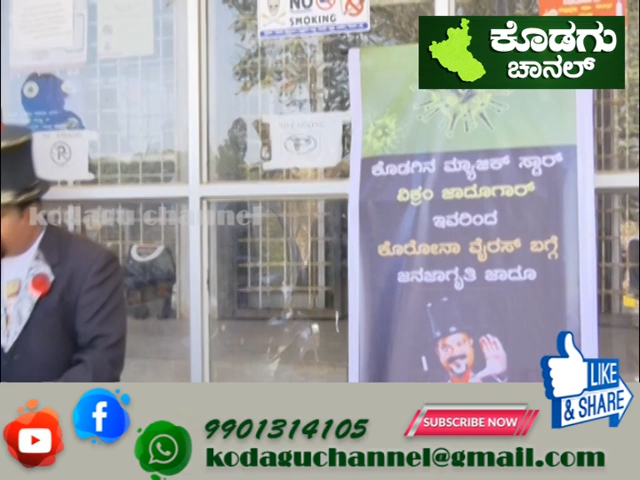 NO
SMOKING
ಕೊಡಗು
ಚಾನಲ್
ಕೊಡಗಿನ ಮ್ಯಾಜಿಕ್ ಸ್ಟಾರ್
ವಿಕ್ರಂ ಜಾದೂಗಾರ್
ಇವರಿಂದ
ಕೊರೋನಾ ವೈರಸ್ ಬಗ್ಗೆ
ಜನಜಾಗೃತಿ ಜಾದೂ
kodagu channel
LIKE
& SHARE
9901314105
SUBSCRIBE NOW
kodaguchannel@gmail.com